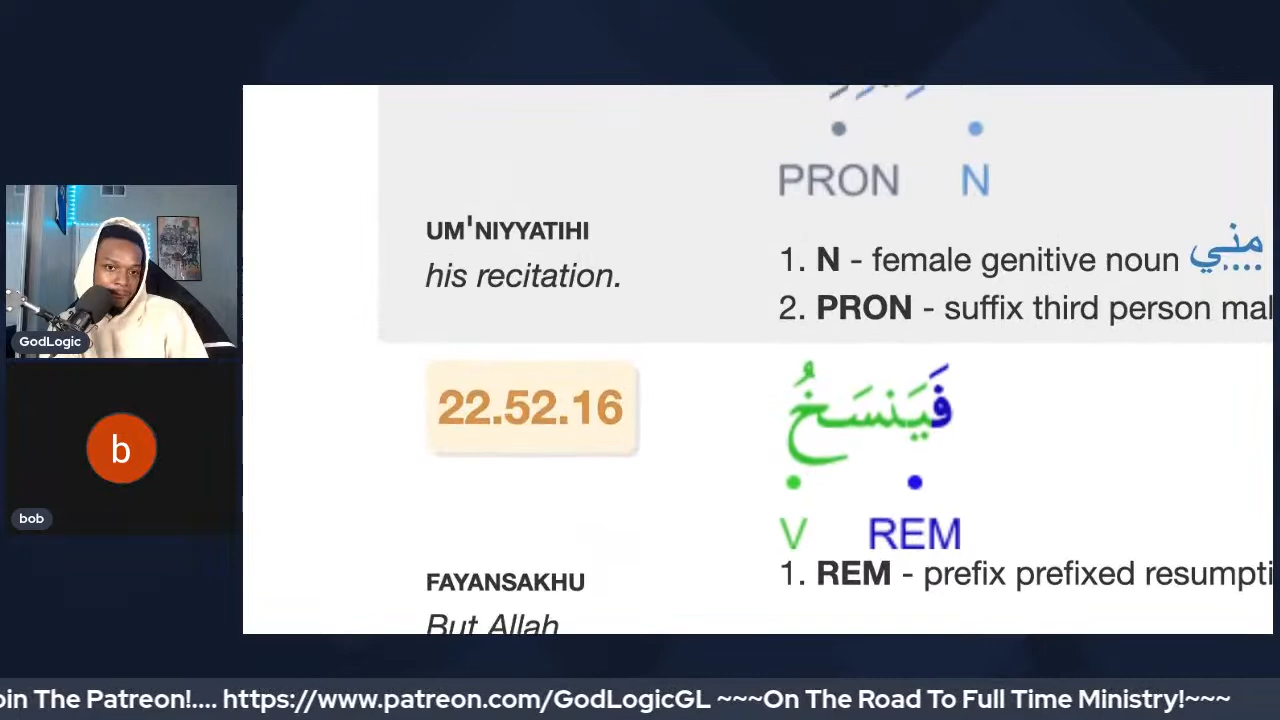 PRON N
UM'NIYYATIHI
his recitation.
1. N - female genitive noun مني
2. PRON - suffix third person mal
22.52.16
فَيَنسَخُ
V REM
FAYANSAKHU
But Allah
1. REM - prefix prefixed resumpti
GodLogic
b
bob
oin The Patreon!.... https://www.patreon.com/GodLogicGL ~~~On The Road To Full Time Ministry!~~~